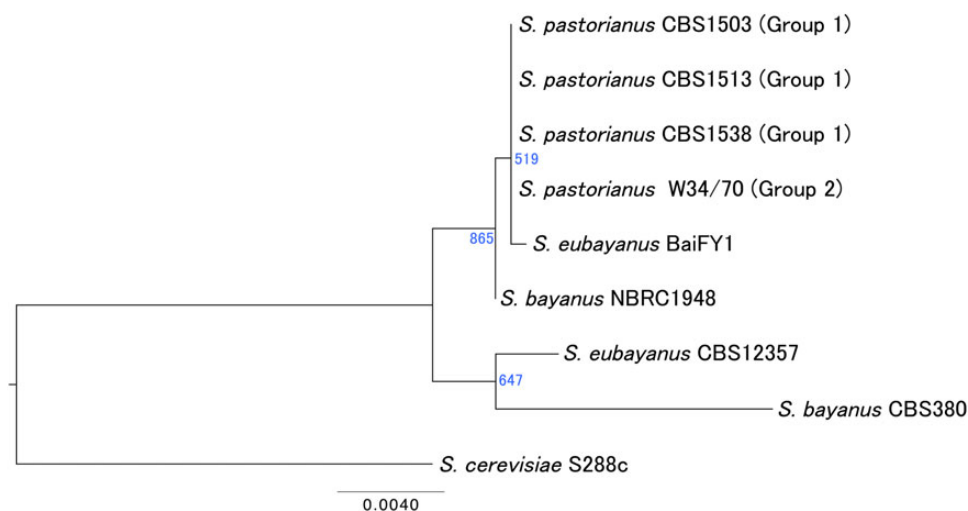 S. pastorianus CBS1503 (Group 1)
S. pastorianus CBS1513 (Group 1)
S. pastorianus CBS1538 (Group 1)
519
S. pastorianus W34/70 (Group 2)
865
S. eubayanus BaiFY1
S. bayanus NBRC1948
S. eubayanus CBS12357
647
S. bayanus CBS380
S. cerevisiae S288c
0.0040